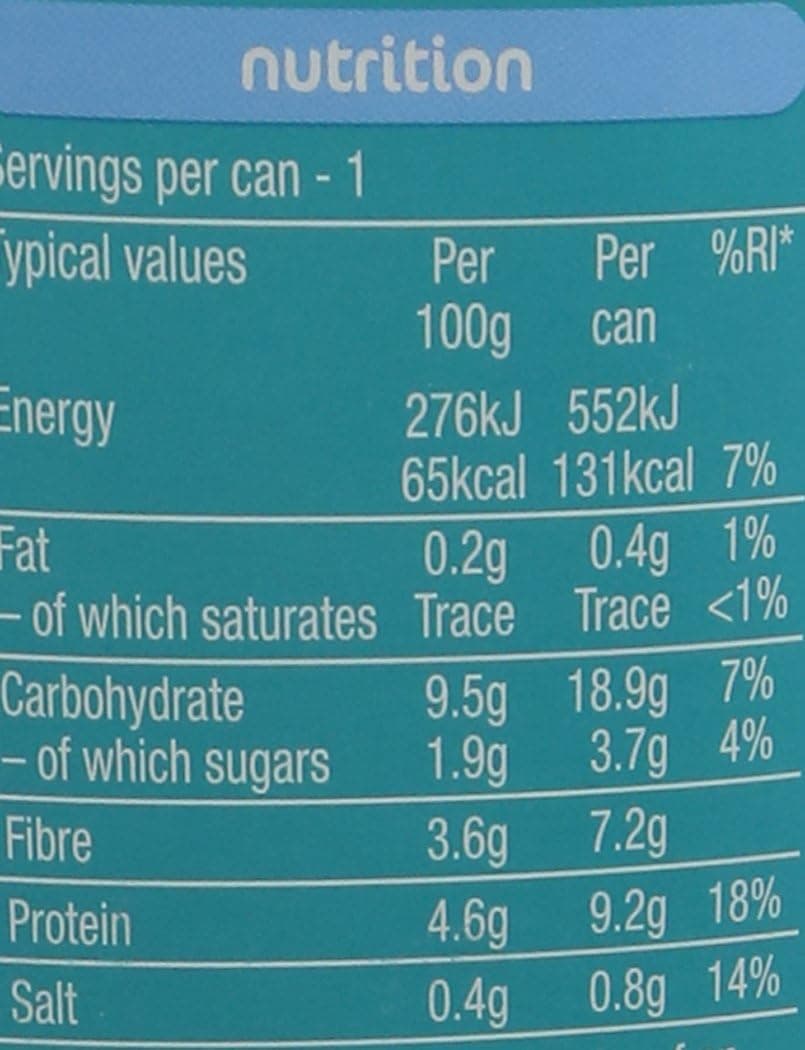 nutrition
Servings per can - 1
Typical values Per Per %RI*
100g can
Energy 276kJ 552kJ
65kcal 131kcal 7%
Fat 0.2g 0.4g 1%
– of which saturates Trace Trace <1%
Carbohydrate 9.5g 18.9g 7%
– of which sugars 1.9g 3.7g 4%
Fibre 3.6g 7.2g
Protein 4.6g 9.2g 18%
Salt 0.4g 0.8g 14%